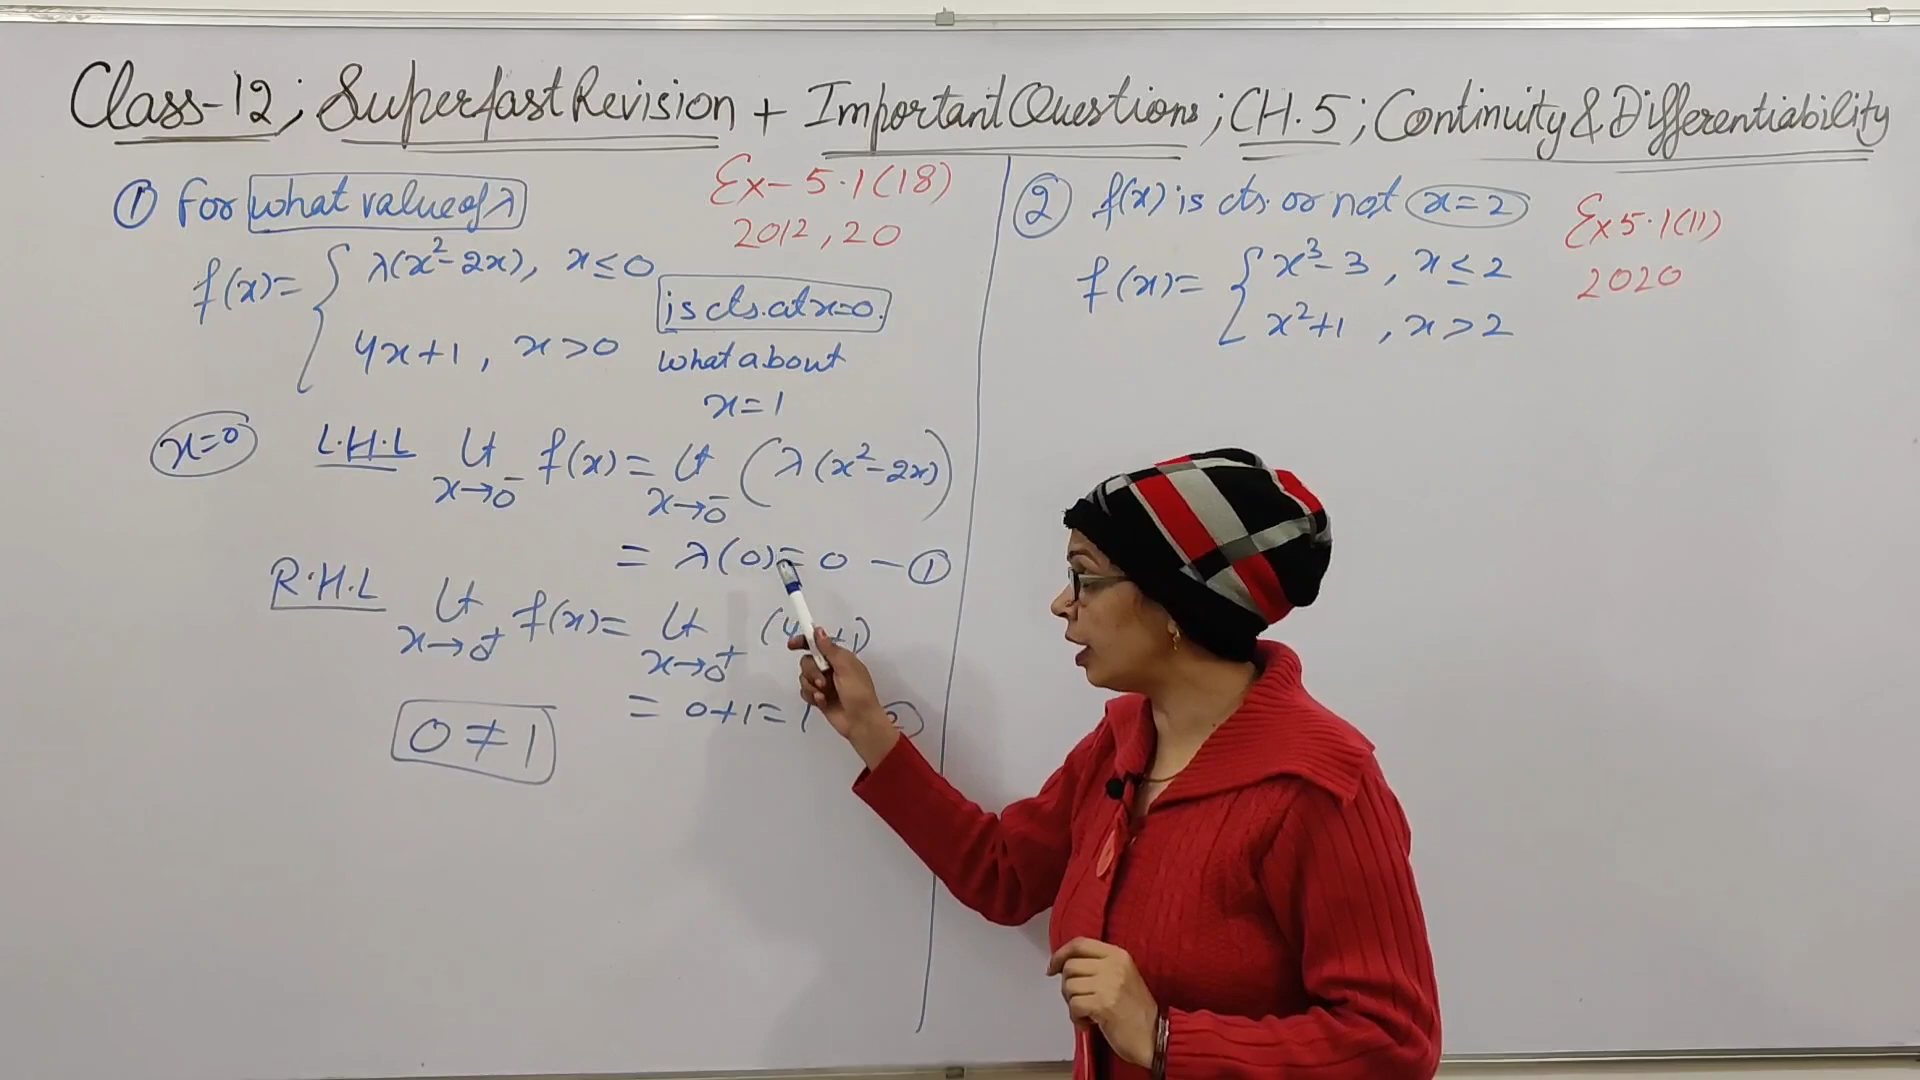 Class-12; Superfast Revision + Important Questions; CH.5; Continuity & Differentiability
① For what value of λ
Ex-5.1(18)
2012, 20
f(x)= { λ(x²-2x), x≤0
4x+1, x>0
is cts. at x=0.
what about
x=1
x=0 L.H.L Lt f(x)= Lt (λ(x²-2x)
x→0⁻ x→0⁻
= λ(0)=0 -①
R.H.L Lt f(x)= Lt (4 +1)
x→0⁺ x→0⁺
= 0+1=1
0≠1
② f(x) is cts. or not x=2
Ex 5.1(11)
2020
f(x)= { x³-3, x≤2
x²+1, x>2